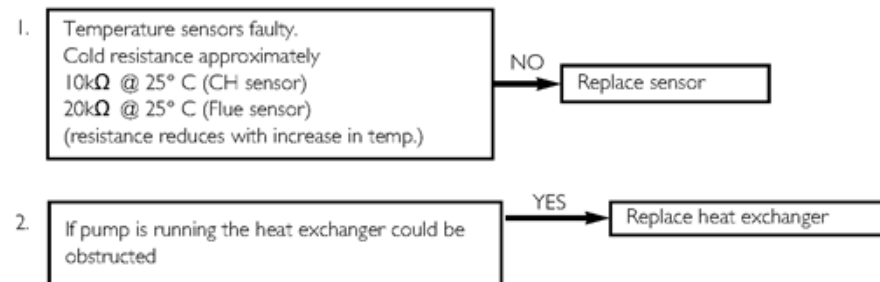 1. Temperature sensors faulty.
Cold resistance approximately
10kΩ @ 25° C (CH sensor)
20kΩ @ 25° C (Flue sensor)
(resistance reduces with increase in temp.)
NO
Replace sensor
2. If pump is running the heat exchanger could be
obstructed
YES
Replace heat exchanger